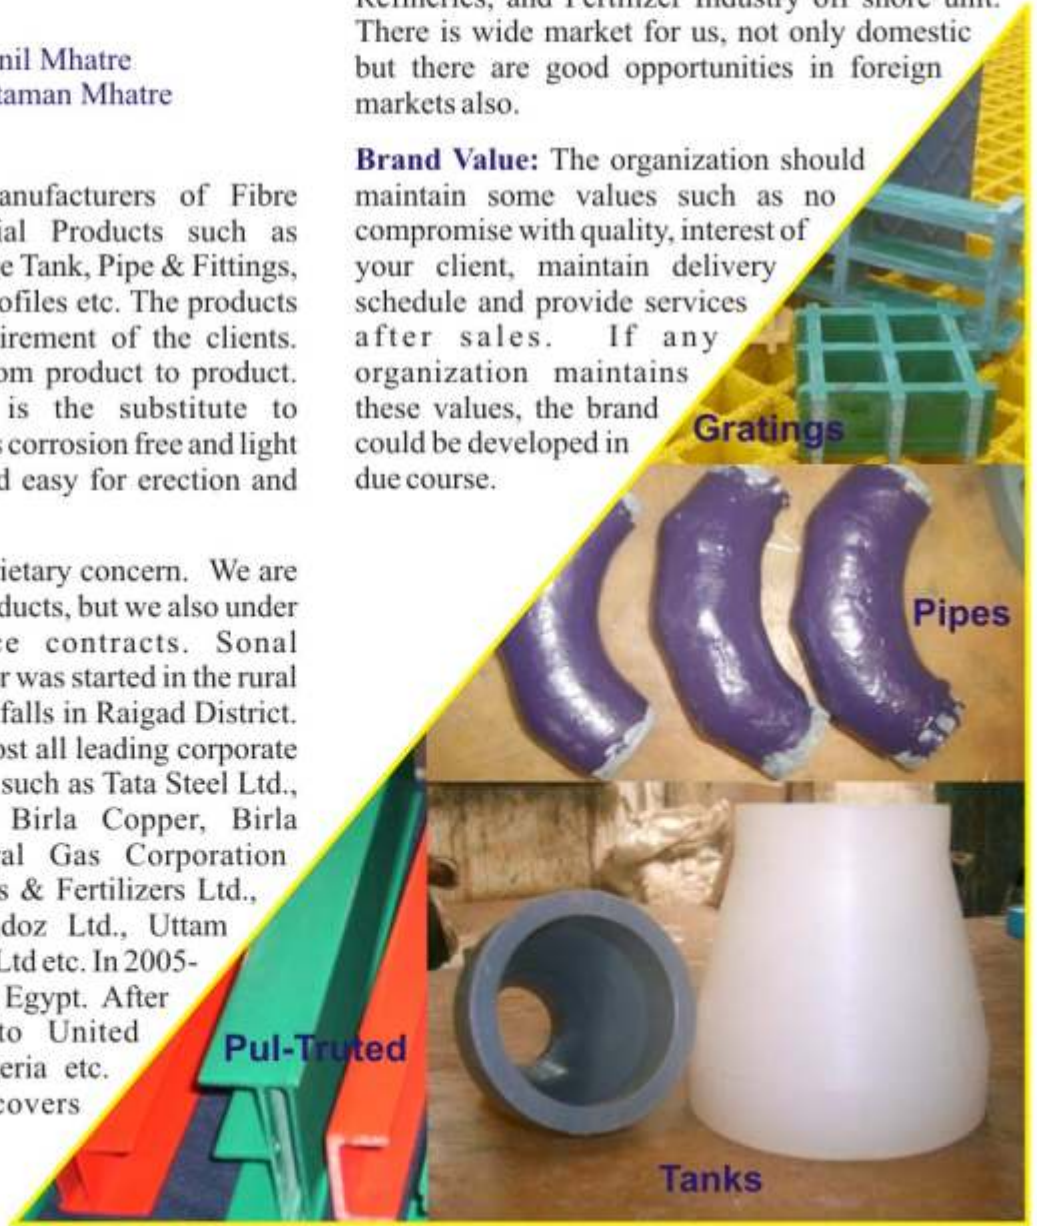 nil Mhatre
taman Mhatre
anufacturers of Fibre
ial Products such as
e Tank, Pipe & Fittings,
ofiles etc. The products
irement of the clients.
om product to product.
is the substitute to
s corrosion free and light
d easy for erection and
ietary concern. We are
ducts, but we also under
ce contracts. Sonal
r was started in the rural
falls in Raigad District.
ost all leading corporate
such as Tata Steel Ltd.,
Birla Copper, Birla
ral Gas Corporation
s & Fertilizers Ltd.,
doz Ltd., Uttam
Ltd etc. In 2005-
Egypt. After
to United
eria etc.
covers
Refineries, and Fertilizer Industry off shore unit.
There is wide market for us, not only domestic
but there are good opportunities in foreign
markets also.
Brand Value: The organization should
maintain some values such as no
compromise with quality, interest of
your client, maintain delivery
schedule and provide services
after sales. If any
organization maintains
these values, the brand
could be developed in
due course.
Gratings
Pipes
Pul-Truted
Tanks